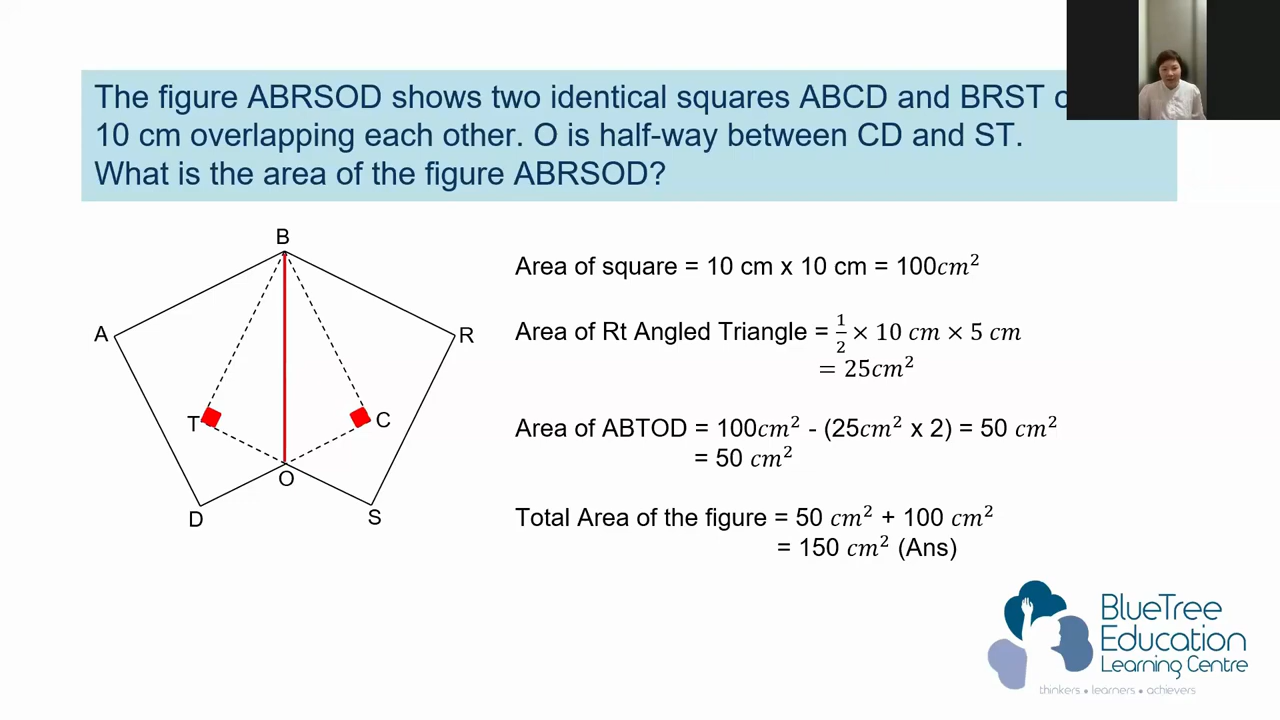 The figure ABRSOD shows two identical squares ABCD and BRST
10 cm overlapping each other. O is half-way between CD and ST.
What is the area of the figure ABRSOD?
B
A
R
T
C
O
D
S
Area of square = 10 cm x 10 cm = 100cm²
Area of Rt Angled Triangle = 1/2 × 10 cm × 5 cm
= 25cm²
Area of ABTOD = 100cm² - (25cm² x 2) = 50 cm²
= 50 cm²
Total Area of the figure = 50 cm² + 100 cm²
= 150 cm² (Ans)
BlueTree
Education
Learning Centre
thinkers • learners • achievers